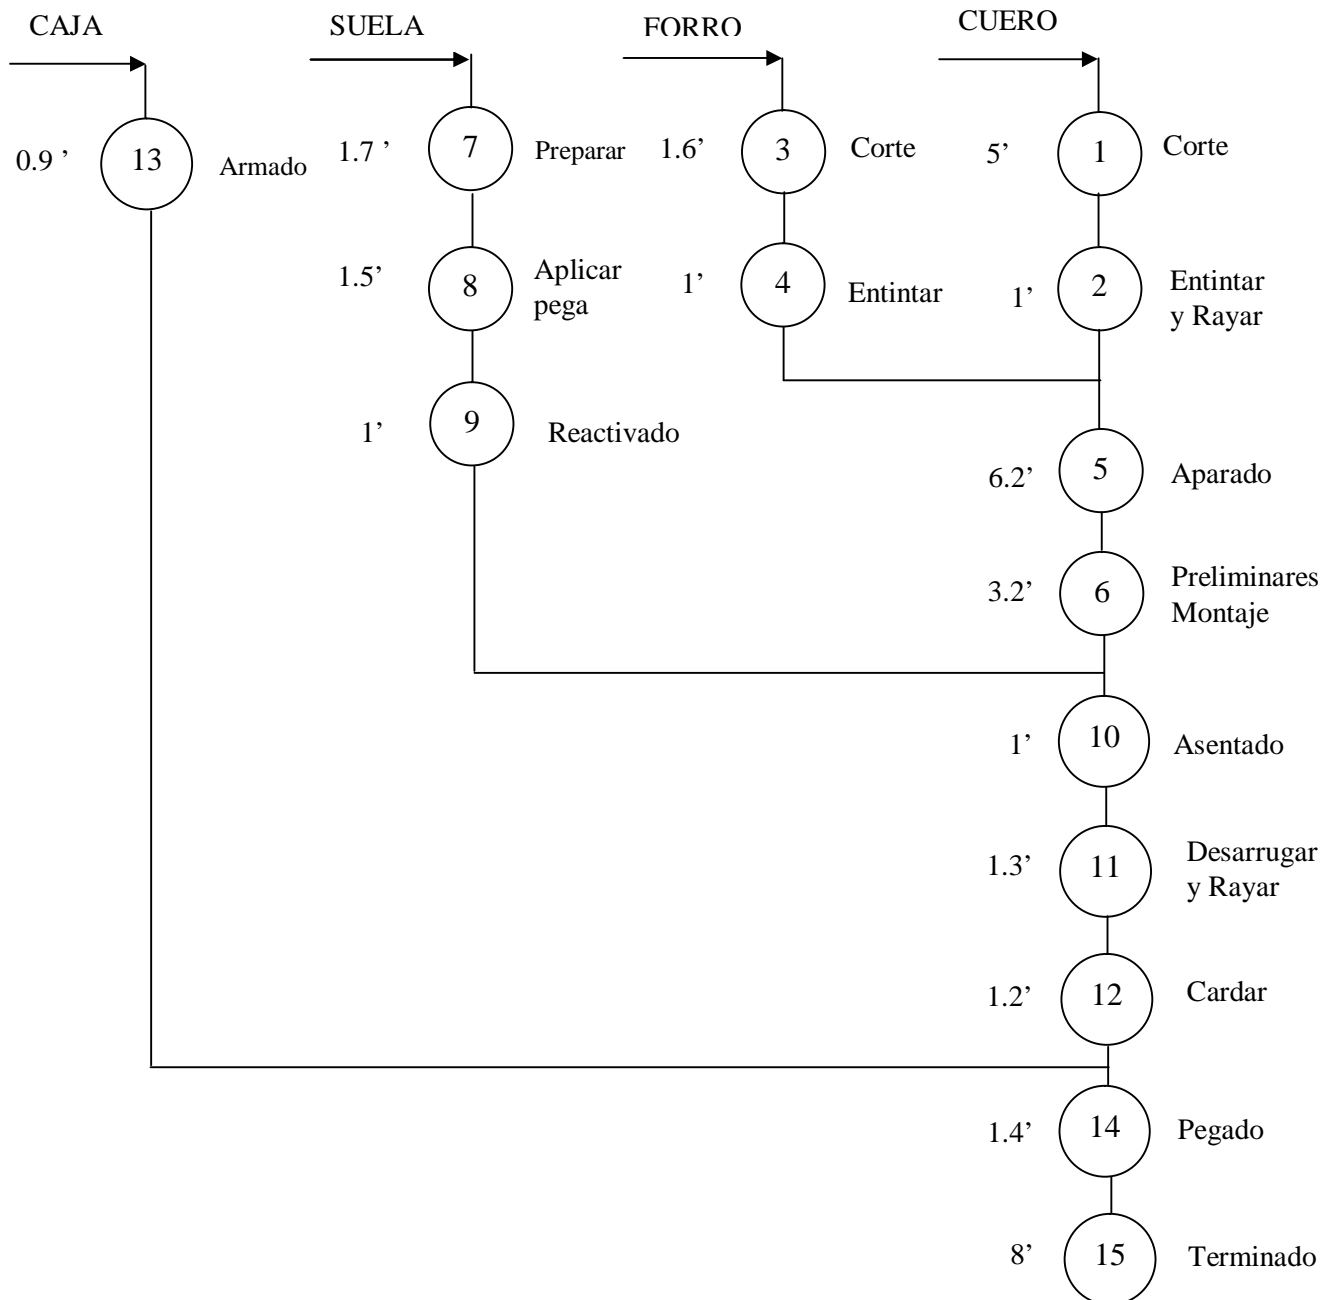 CAJA
SUELA
FORRO
CUERO
0.9 ’
13
Armado
1.7 ’
7
Preparar
1.6’
3
Corte
5’
1
Corte
1.5’
8
Aplicar
pega
1’
4
Entintar
1’
2
Entintar
y Rayar
1’
9
Reactivado
6.2’
5
Aparado
3.2’
6
Preliminares
Montaje
1’
10
Asentado
1.3’
11
Desarrugar
y Rayar
1.2’
12
Cardar
1.4’
14
Pegado
8’
15
Terminado